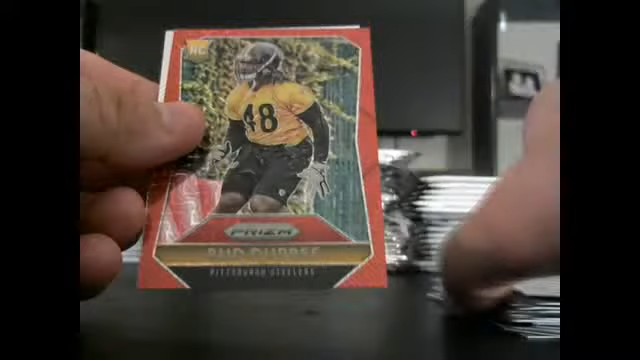 RC
48
PRIZM
BUD DUPREE
PITTSBURGH STEELERS